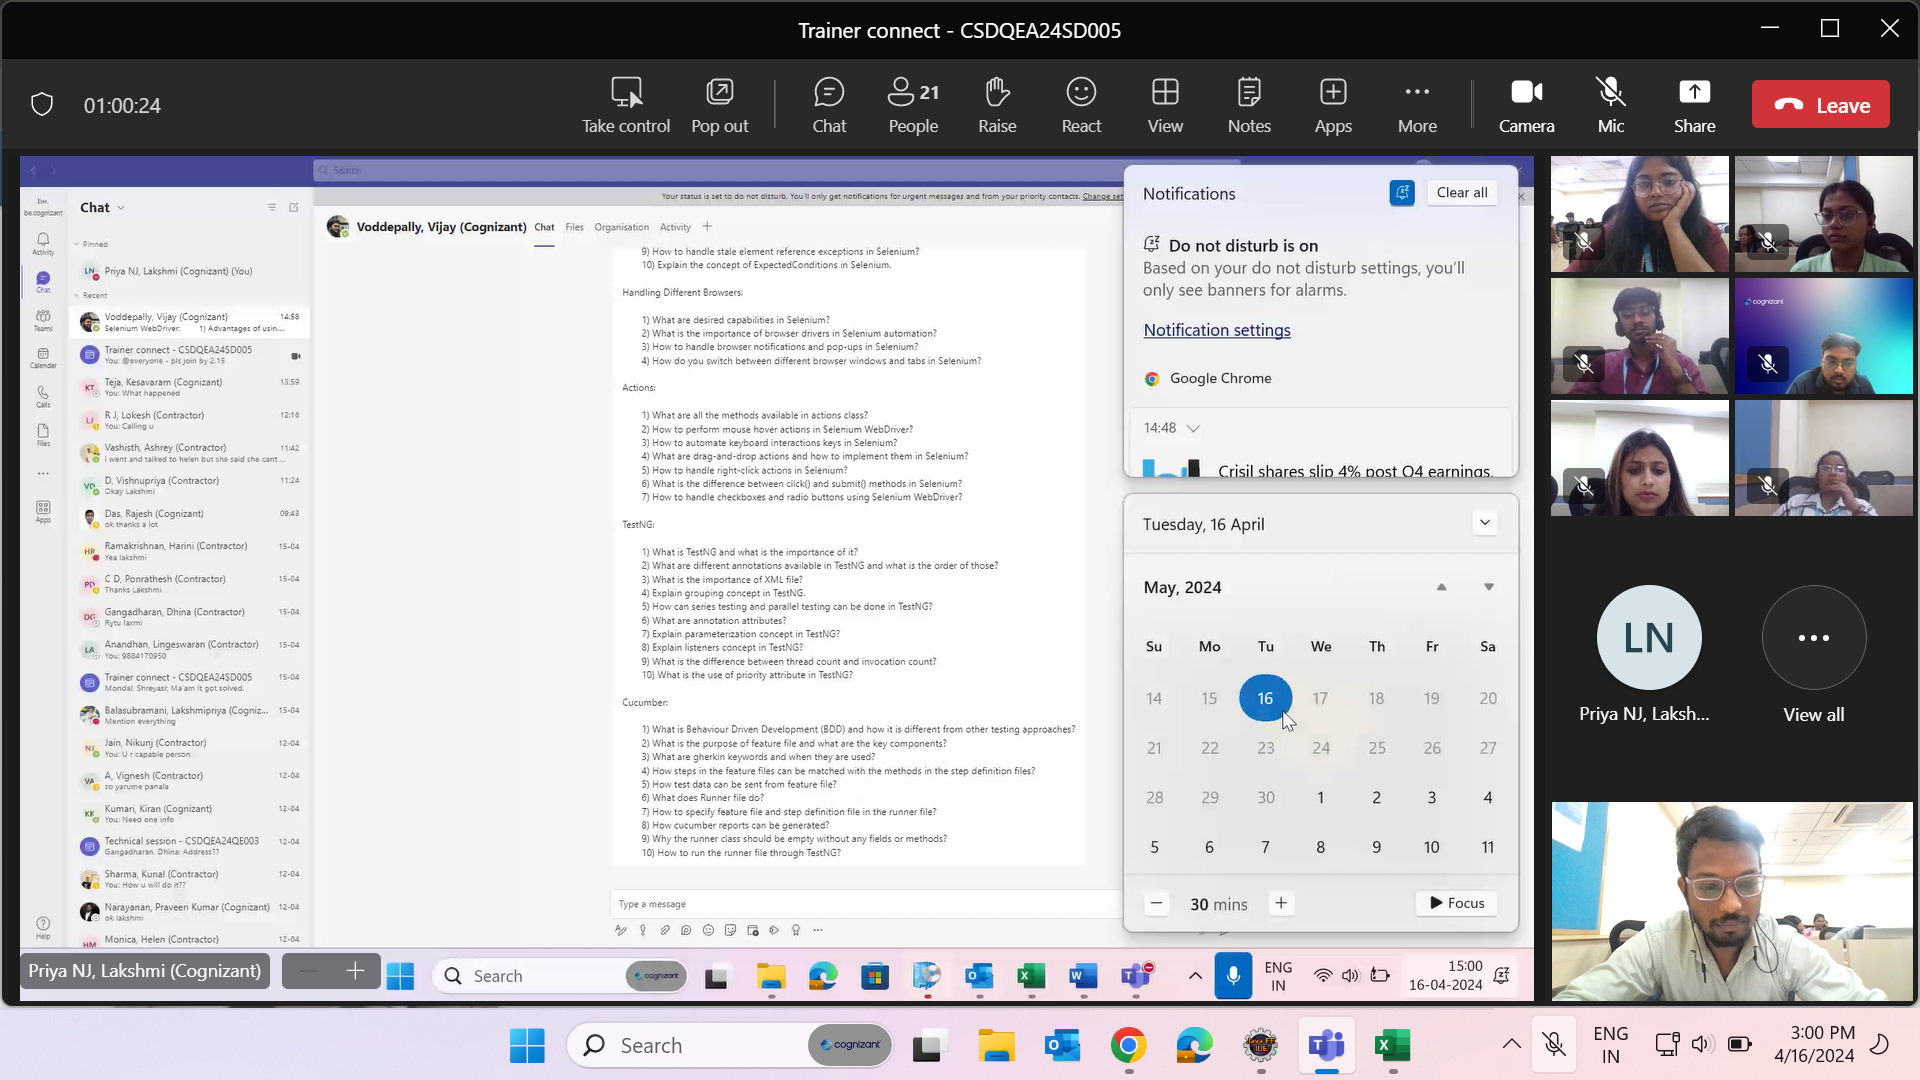 Trainer connect - CSDQEA24SD005
01:00:24
Take control
Pop out
Chat
21
People
Raise
React
View
Notes
Apps
More
Camera
Mic
Share
Leave
Search
Your status is set to do not disturb. You'll only get notifications for urgent messages and from your priority contacts. Change set
be.
be.cognizant
Activity
Chat
Teams
Calendar
Calls
Files
Apps
Help
Chat
Pinned
LN Priya NJ, Lakshmi (Cognizant) (You)
Recent
Voddepally, Vijay (Cognizant) 14:58
Selenium WebDriver: 1) Advantages of usin...
Trainer connect - CSDQEA24SD005
You: @everyone - pls join by 2.15
KT Teja, Kesavaram (Cognizant) 13:59
You: What happened
LJ R J, Lokesh (Contractor) 12:16
You: Calling u
Vashisth, Ashrey (Contractor) 11:42
i went and talked to helen but she said she cant ...
VD D, Vishnupriya (Cognizant) 11:24
Okay Lakshmi
Das, Rajesh (Cognizant) 09:43
ok thanks a lot
HR Ramakrishnan, Harini (Contractor) 15-04
Yea lakshmi
PD C D, Ponrathesh (Contractor) 15-04
Thanks Lakshmi
DG Gangadharan, Dhina (Contractor) 15-04
Rytu laxmi
LA Anandhan, Lingeswaran (Contractor) 15-04
You: 9884170950
Trainer connect - CSDQEA24SD005 15-04
Mondal, Shreyasi: Ma'am it got solved.
Balasubramani, Lakshmipnya (Cogniz... 15-04
Mention everything
NJ Jain, Nikunj (Contractor) 12-04
You: U r capable person
VA A, Vignesh (Contractor) 12-04
so yarume panala
KK Kumari, Kiran (Cognizant) 12-04
You: Need one info
Technical session - CSDQEA24QE003 12-04
Gangadharan, Dhina: Address??
Sharma, Kunal (Contractor) 12-04
You: How u will do it??
Narayanan, Praveen Kumar (Cognizant) 12-04
ok lakshmi
HM Monica, Helen (Contractor) 12-04
Voddepally, Vijay (Cognizant) Chat Files Organisation Activity
9) How to handle stale element reference exceptions in Selenium?
10) Explain the concept of ExpectedConditions in Selenium.
Handling Different Browsers:
1) What are desired capabilities in Selenium?
2) What is the importance of browser drivers in Selenium automation?
3) How to handle browser notifications and pop-ups in Selenium?
4) How do you switch between different browser windows and tabs in Selenium?
Actions:
1) What are all the methods available in actions class?
2) How to perform mouse hover actions in Selenium WebDriver?
3) How to automate keyboard interactions keys in Selenium?
4) What are drag-and-drop actions and how to implement them in Selenium?
5) How to handle right-click actions in Selenium?
6) What is the difference between click() and submit() methods in Selenium?
7) How to handle checkboxes and radio buttons using Selenium WebDriver?
TestNG:
1) What is TestNG and what is the importance of it?
2) What are different annotations available in TestNG and what is the order of those?
3) What is the importance of XML file?
4) Explain grouping concept in TestNG.
5) How can series testing and parallel testing can be done in TestNG?
6) What are annotation attributes?
7) Explain parameterization concept in TestNG?
8) Explain listeners concept in TestNG?
9) What is the difference between thread count and invocation count?
10) What is the use of priority attribute in TestNG?
Cucumber:
1) What is Behaviour Driven Development (BDD) and how it is different from other testing approaches?
2) What is the purpose of feature file and what are the key components?
3) What are gherkin keywords and when they are used?
4) How steps in the feature files can be matched with the methods in the step definition files?
5) How test data can be sent from feature file?
6) What does Runner file do?
7) How to specify feature file and step definition file in the runner file?
8) How cucumber reports can be generated?
9) Why the runner class should be empty without any fields or methods?
10) How to run the runner file through TestNG?
Type a message
Notifications
Clear all
Do not disturb is on
Based on your do not disturb settings, you'll
only see banners for alarms.
Notification settings
Google Chrome
14:48
Crisil shares slip 4% post Q4 earnings.
Tuesday, 16 April
May, 2024
Su Mo Tu We Th Fr Sa
14 15 16 17 18 19 20
21 22 23 24 25 26 27
28 29 30 1 2 3 4
5 6 7 8 9 10 11
30 mins
Focus
cognizant
LN
Priya NJ, Laksh...
View all
Priya NJ, Lakshmi (Cognizant)
Search
cognizant
ENG
IN
15:00
16-04-2024
Search
cognizant
ENG
IN
3:00 PM
4/16/2024